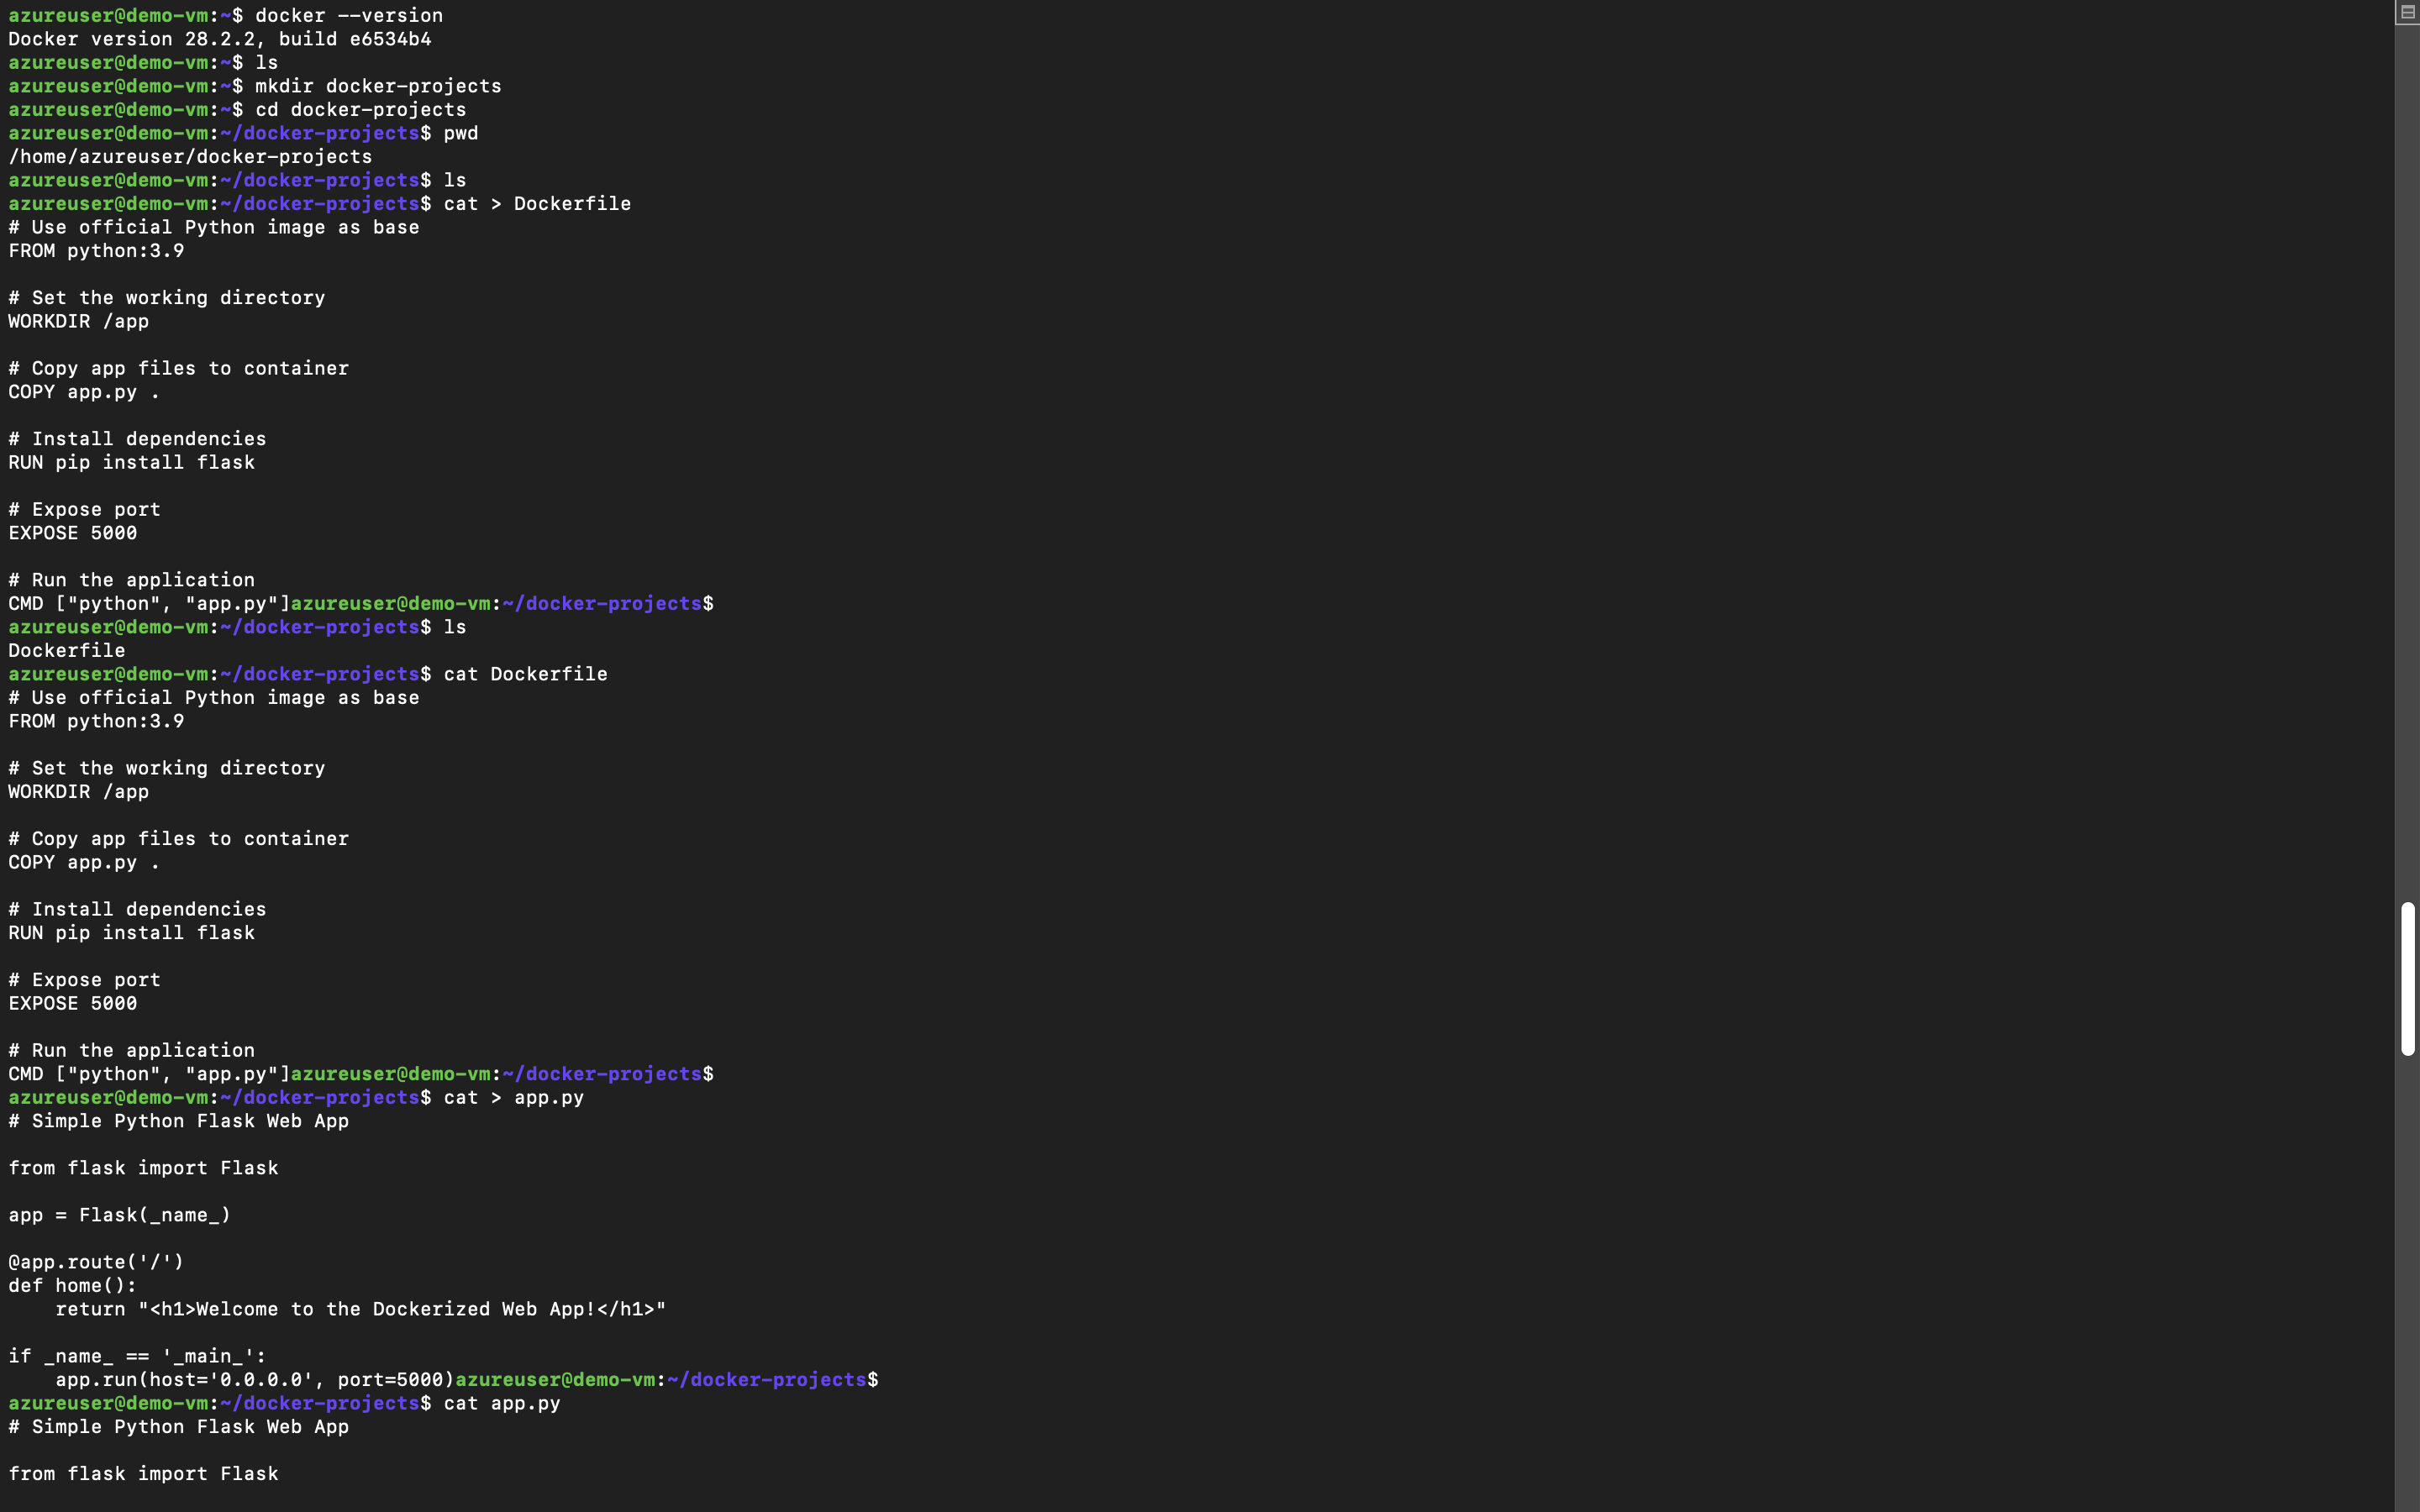 azureuser@demo-vm:~$ docker --version
Docker version 28.2.2, build e6534b4
azureuser@demo-vm:~$ ls
azureuser@demo-vm:~$ mkdir docker-projects
azureuser@demo-vm:~$ cd docker-projects
azureuser@demo-vm:~/docker-projects$ pwd
/home/azureuser/docker-projects
azureuser@demo-vm:~/docker-projects$ ls
azureuser@demo-vm:~/docker-projects$ cat > Dockerfile
# Use official Python image as base
FROM python:3.9

# Set the working directory
WORKDIR /app

# Copy app files to container
COPY app.py .

# Install dependencies
RUN pip install flask

# Expose port
EXPOSE 5000

# Run the application
CMD ["python", "app.py"]azureuser@demo-vm:~/docker-projects$
azureuser@demo-vm:~/docker-projects$ ls
Dockerfile
azureuser@demo-vm:~/docker-projects$ cat Dockerfile
# Use official Python image as base
FROM python:3.9

# Set the working directory
WORKDIR /app

# Copy app files to container
COPY app.py .

# Install dependencies
RUN pip install flask

# Expose port
EXPOSE 5000

# Run the application
CMD ["python", "app.py"]azureuser@demo-vm:~/docker-projects$
azureuser@demo-vm:~/docker-projects$ cat > app.py
# Simple Python Flask Web App

from flask import Flask

app = Flask(_name_)

@app.route('/')
def home():
    return "<h1>Welcome to the Dockerized Web App!</h1>"

if _name_ == '_main_':
    app.run(host='0.0.0.0', port=5000)azureuser@demo-vm:~/docker-projects$
azureuser@demo-vm:~/docker-projects$ cat app.py
# Simple Python Flask Web App

from flask import Flask